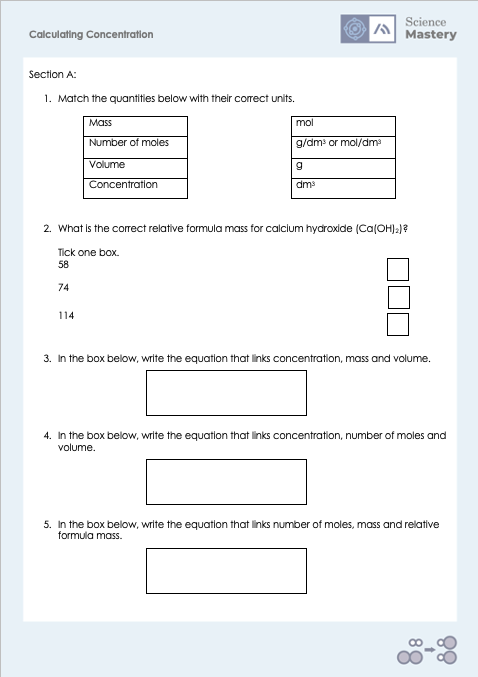 Calculating Concentration
Science
Mastery
Section A:
1. Match the quantities below with their correct units.
Mass
mol
Number of moles
g/dm³ or mol/dm³
Volume
g
Concentration
dm³
2. What is the correct relative formula mass for calcium hydroxide (Ca(OH)₂)?
Tick one box.
58
74
114
3. In the box below, write the equation that links concentration, mass and volume.
4. In the box below, write the equation that links concentration, number of moles and
volume.
5. In the box below, write the equation that links number of moles, mass and relative
formula mass.